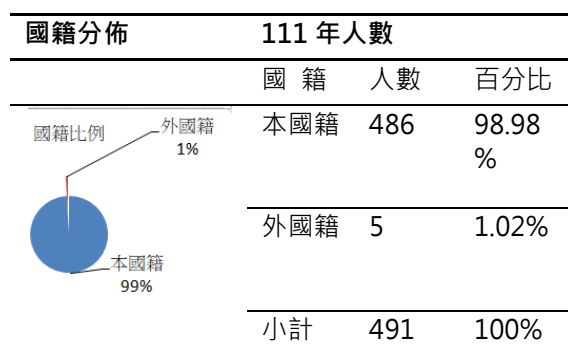 國籍分佈 111 年人數
國 籍 人數 百分比
國籍比例
外國籍
1%
本國籍
99%
本國籍 486 98.98
%
外國籍 5 1.02%
小計 491 100%